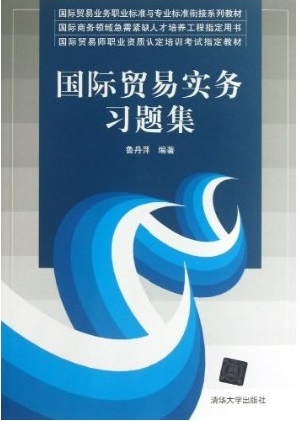 国际贸易业务职业标准与专业标准衔接系列教材
国际商务领域急需紧缺人才培养工程指定用书
国际贸易师职业资质认定培训考试指定教材
国际贸易实务
习题集
鲁丹萍 编著
清华大学出版社